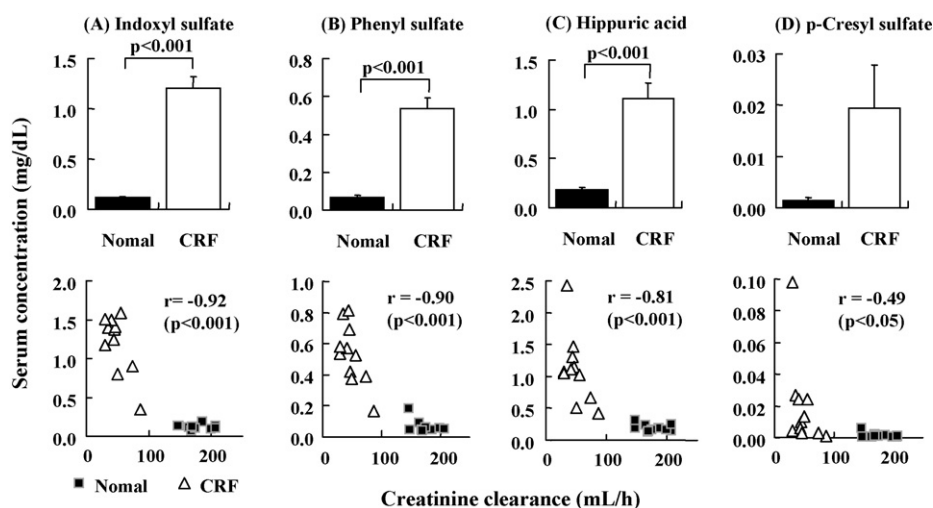 (A) Indoxyl sulfate
(B) Phenyl sulfate
(C) Hippuric acid
(D) p-Cresyl sulfate
Serum concentration (mg/dL)
p<0.001
1.5
1.0
0.5
0.0
Nomal CRF
p<0.001
0.8
0.6
0.4
0.2
0.0
Nomal CRF
p<0.001
1.5
1.0
0.5
0.0
Nomal CRF
0.03
0.02
0.01
0.00
Nomal CRF
2.0
1.5
1.0
0.5
0.0
r= -0.92
(p<0.001)
0 100 200
1.0
0.8
0.6
0.4
0.2
0.0
r = -0.90
(p<0.001)
0 100 200
2.5
2.0
1.5
1.0
0.5
0.0
r = -0.81
(p<0.001)
0 100 200
0.10
0.08
0.06
0.04
0.02
0.00
r = -0.49
(p<0.05)
0 100 200
Nomal CRF
Creatinine clearance (mL/h)